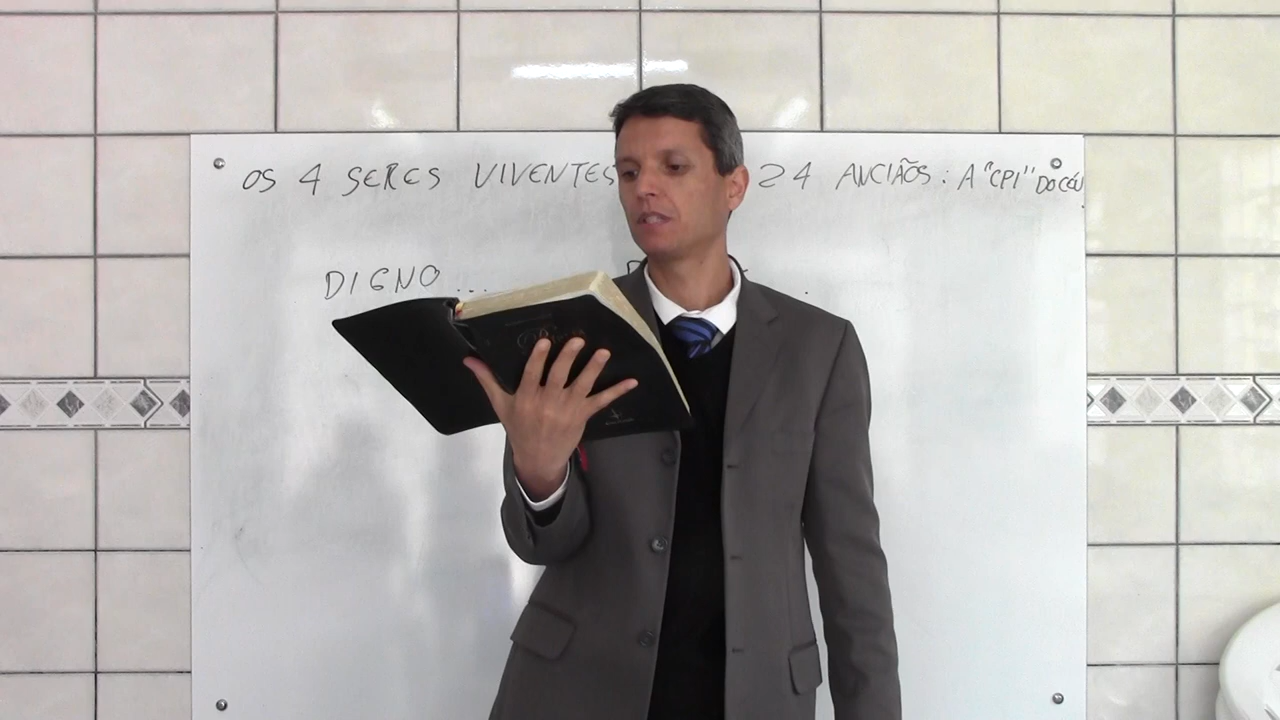 OS 4 SERES VIVENTES 24 ANCIÃOS: A "CPI" DO CÉU
DIGNO ...